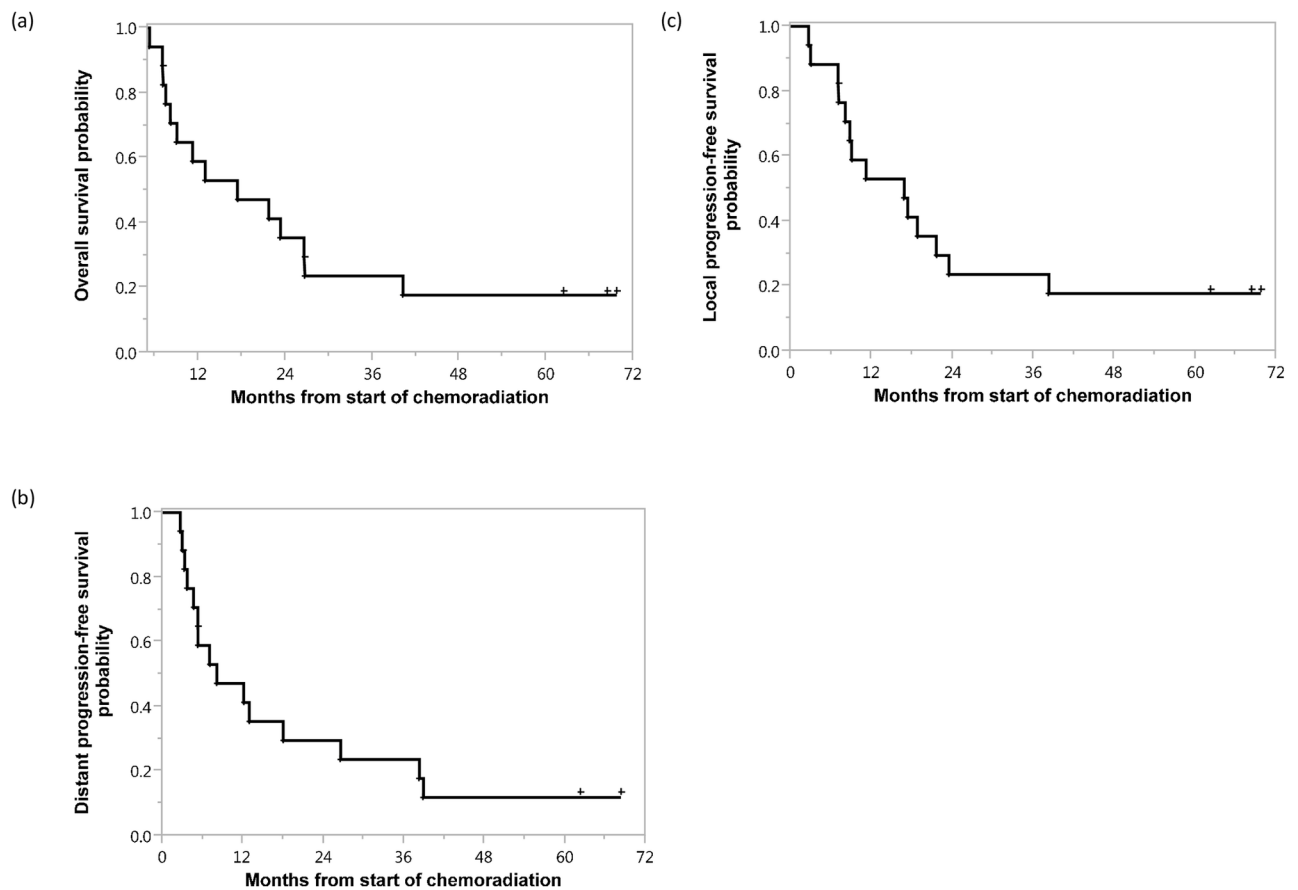 (a)
1.0
0.8
0.6
0.4
0.2
0.0
Overall survival probability
12 24 36 48 60 72
Months from start of chemoradiation
(c)
1.0
0.8
0.6
0.4
0.2
0.0
Local progression-free survival
probability
0 12 24 36 48 60 72
Months from start of chemoradiation
(b)
1.0
0.8
0.6
0.4
0.2
0.0
Distant progression-free survival
probability
0 12 24 36 48 60 72
Months from start of chemoradiation